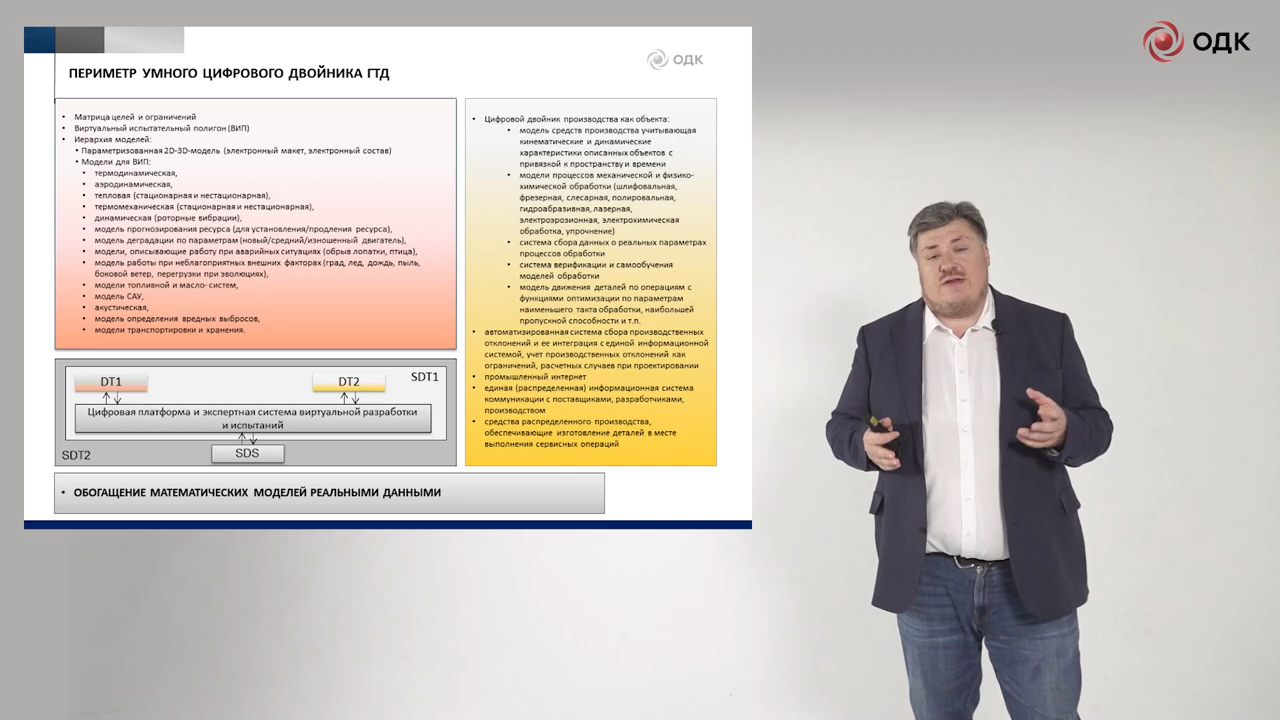 ОДК
ОДК
ПЕРИМЕТР УМНОГО ЦИФРОВОГО ДВОЙНИКА ГТД
• Матрица целей и ограничений
• Виртуальный испытательный полигон (ВИП)
• Иерархия моделей:
• Параметризованная 2D-3D-модель (электронный макет, электронный состав)
• Модели для ВИП:
• термодинамическая,
• аэродинамическая,
• тепловая (стационарная и нестационарная),
• термомеханическая (стационарная и нестационарная),
• динамическая (роторные вибрации),
• модель прогнозирования ресурса (для установления/продления ресурса),
• модель деградации по параметрам (новый/средний/изношенный двигатель),
• модели, описывающие работу при аварийных ситуациях (обрыв лопатки, птица),
• модель работы при неблагоприятных внешних факторах (град, лед, дождь, пыль,
боковой ветер, перегрузки при эволюциях),
• модели топливной и масло- систем,
• модель САУ,
• акустическая,
• модель определения вредных выбросов,
• модели транспортировки и хранения.
• Цифровой двойник производства как объекта:
• модель средств производства учитывающая
кинематические и динамические
характеристики описанных объектов с
привязкой к пространству и времени
• модели процессов механической и физико-
химической обработки (шлифовальная,
фрезерная, слесарная, полировальная,
гидроабразивная, лазерная,
электроэрозионная, электрохимическая
обработка, упрочнение)
• система сбора данных о реальных параметрах
процессов обработки
• система верификации и самообучения
моделей обработки
• модель движения деталей по операциям с
функциями оптимизации по параметрам
наименьшего такта обработки, наибольшей
пропускной способности и т.п.
• автоматизированная система сбора производственных
отклонений и ее интеграция с единой информационной
системой, учет производственных отклонений как
ограничений, расчетных случаев при проектировании
• промышленный интернет
• единая (распределенная) информационная система
коммуникации с поставщиками, разработчиками,
производством
• средства распределенного производства,
обеспечивающие изготовление деталей в месте
выполнения сервисных операций
DT1
DT2
SDT1
Цифровая платформа и экспертная система виртуальной разработки
и испытаний
SDS
SDT2
• ОБОГАЩЕНИЕ МАТЕМАТИЧЕСКИХ МОДЕЛЕЙ РЕАЛЬНЫМИ ДАННЫМИ